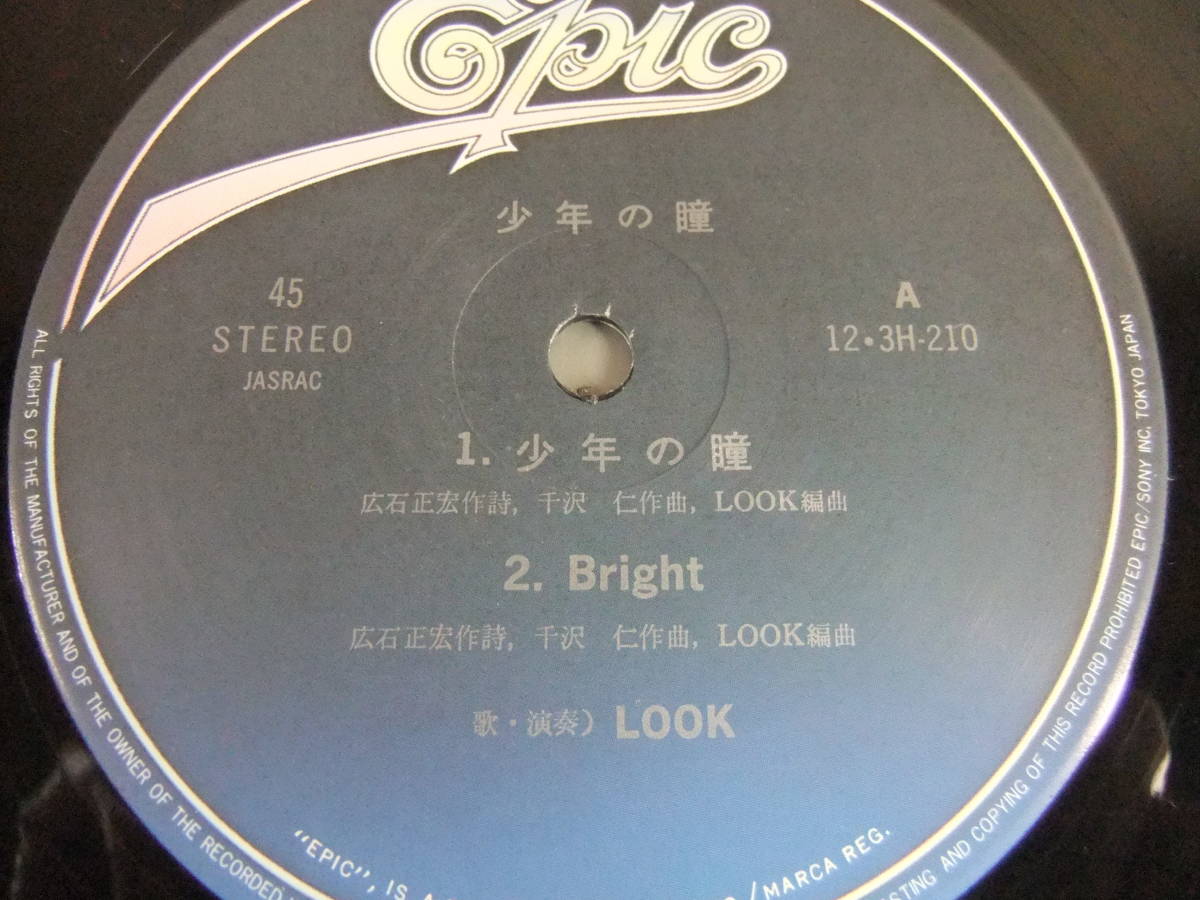 Epic
少年の瞳
45
STEREO
JASRAC
A
12・3H-210
1. 少年の瞳
広石正宏作詩, 千沢 仁作曲, LOOK編曲
2. Bright
広石正宏作詩, 千沢 仁作曲, LOOK編曲
歌・演奏) LOOK
ALL RIGHTS OF THE MANUFACTURER AND OF THE OWNER OF THE RECORDED
"EPIC", IS A
/MARCA REG.
AND COPYING OF THIS RECORD PROHIBITED EPIC/SONY INC. TOKYO JAPAN